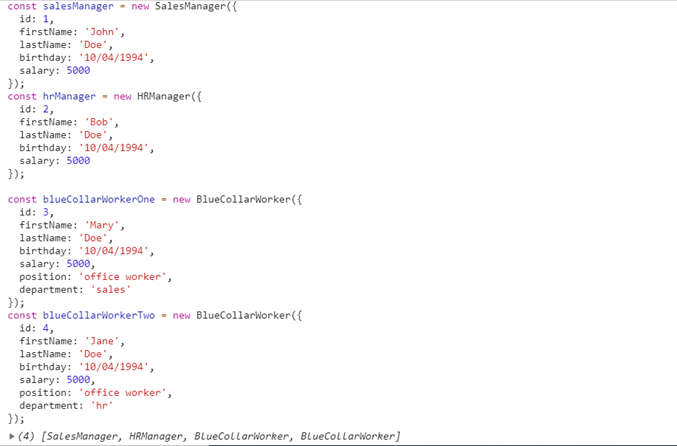 const salesManager = new SalesManager({
  id: 1,
  firstName: 'John',
  lastName: 'Doe',
  birthday: '10/04/1994',
  salary: 5000
});
const hrManager = new HRManager({
  id: 2,
  firstName: 'Bob',
  lastName: 'Doe',
  birthday: '10/04/1994',
  salary: 5000
});

const blueCollarWorkerOne = new BlueCollarWorker({
  id: 3,
  firstName: 'Mary',
  lastName: 'Doe',
  birthday: '10/04/1994',
  salary: 5000,
  position: 'office worker',
  department: 'sales'
});
const blueCollarWorkerTwo = new BlueCollarWorker({
  id: 4,
  firstName: 'Jane',
  lastName: 'Doe',
  birthday: '10/04/1994',
  salary: 5000,
  position: 'office worker',
  department: 'hr'
});
▶ (4) [SalesManager, HRManager, BlueCollarWorker, BlueCollarWorker]